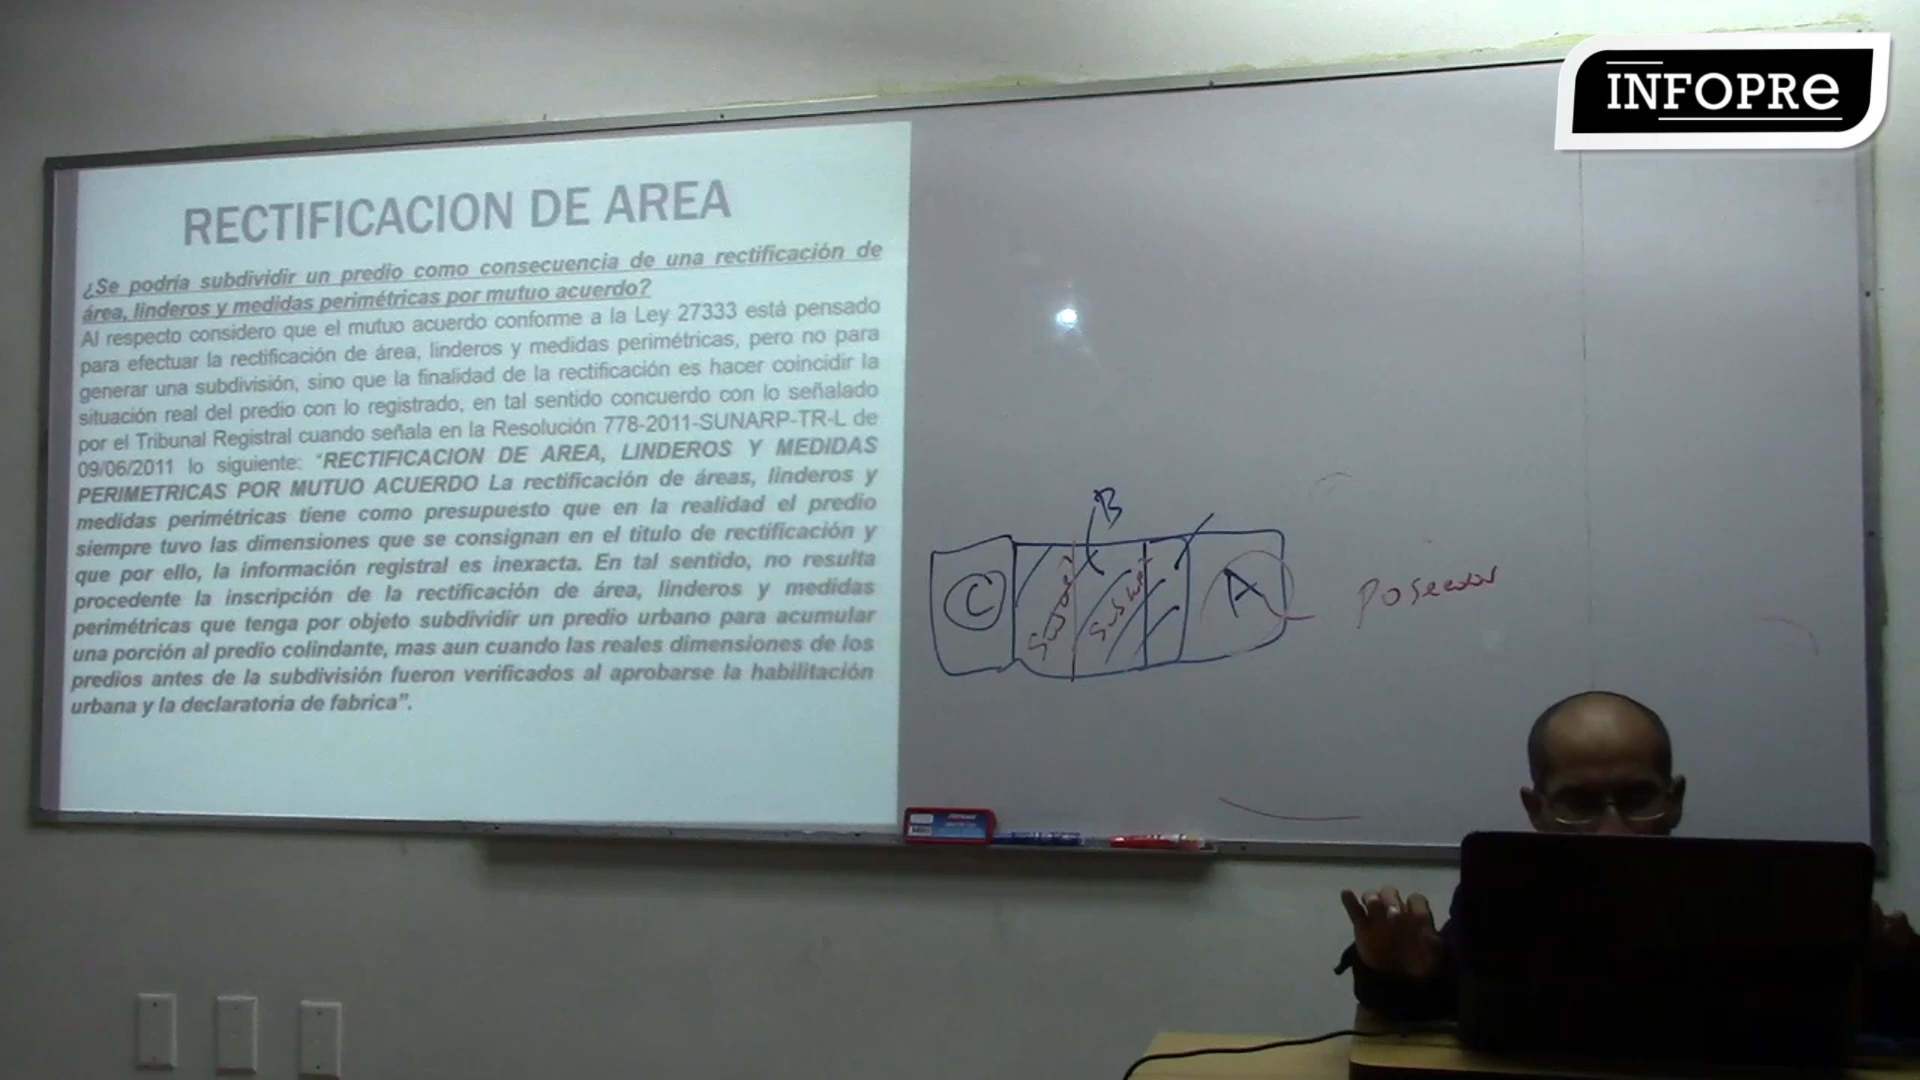 INFOPRe
RECTIFICACION DE AREA
¿Se podría subdividir un predio como consecuencia de una rectificación de
área, linderos y medidas perimétricas por mutuo acuerdo?
Al respecto considero que el mutuo acuerdo conforme a la Ley 27333 está pensado
para efectuar la rectificación de área, linderos y medidas perimétricas, pero no para
generar una subdivisión, sino que la finalidad de la rectificación es hacer coincidir la
situación real del predio con lo registrado, en tal sentido concuerdo con lo señalado
por el Tribunal Registral cuando señala en la Resolución 778-2011-SUNARP-TR-L de
09/06/2011 lo siguiente: “RECTIFICACION DE AREA, LINDEROS Y MEDIDAS
PERIMETRICAS POR MUTUO ACUERDO La rectificación de áreas, linderos y
medidas perimétricas tiene como presupuesto que en la realidad el predio
siempre tuvo las dimensiones que se consignan en el titulo de rectificación y
que por ello, la información registral es inexacta. En tal sentido, no resulta
procedente la inscripción de la rectificación de área, linderos y medidas
perimétricas que tenga por objeto subdividir un predio urbano para acumular
una porción al predio colindante, mas aun cuando las reales dimensiones de los
predios antes de la subdivisión fueron verificados al aprobarse la habilitación
urbana y la declaratoria de fabrica”.
B
C
A
Poseedor